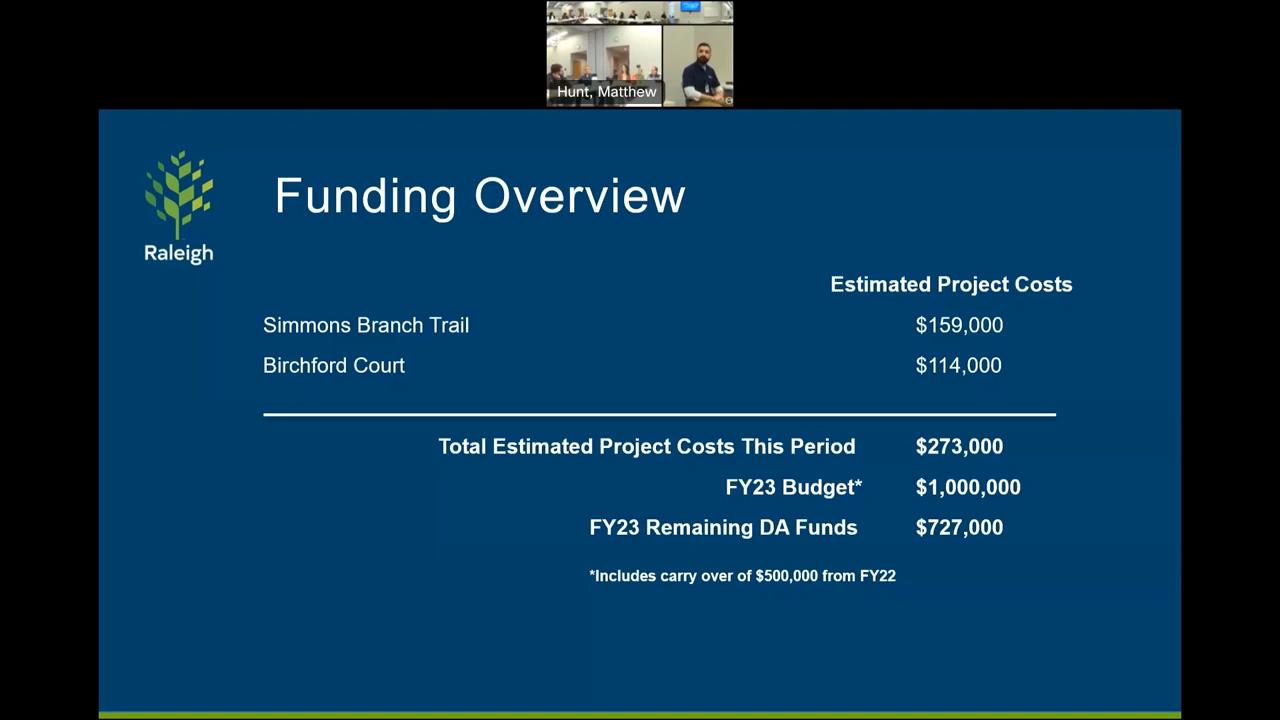 Hunt, Matthew
Raleigh
Funding Overview
Estimated Project Costs
Simmons Branch Trail $159,000
Birchford Court $114,000
Total Estimated Project Costs This Period $273,000
FY23 Budget* $1,000,000
FY23 Remaining DA Funds $727,000
*Includes carry over of $500,000 from FY22